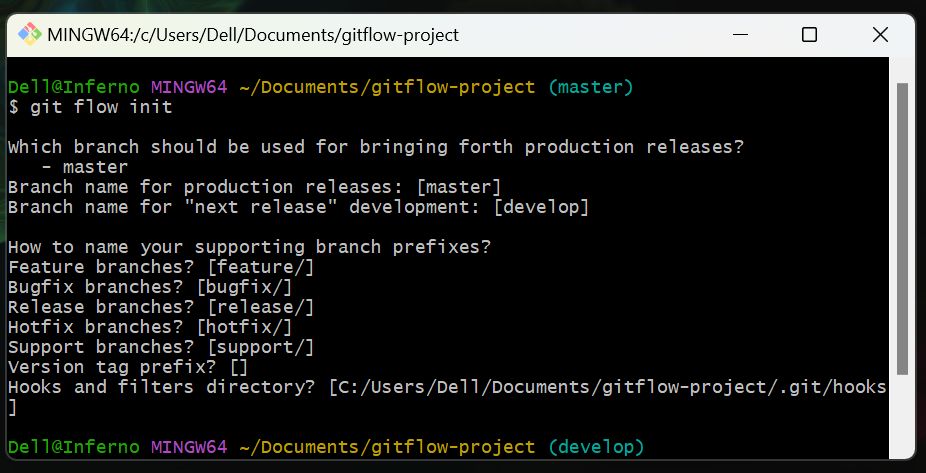 MINGW64:/c/Users/Dell/Documents/gitflow-project
Dell@Inferno MINGW64 ~/Documents/gitflow-project (master)
$ git flow init
Which branch should be used for bringing forth production releases?
   - master
Branch name for production releases: [master]
Branch name for "next release" development: [develop]
How to name your supporting branch prefixes?
Feature branches? [feature/]
Bugfix branches? [bugfix/]
Release branches? [release/]
Hotfix branches? [hotfix/]
Support branches? [support/]
Version tag prefix? []
Hooks and filters directory? [C:/Users/Dell/Documents/gitflow-project/.git/hooks
]
Dell@Inferno MINGW64 ~/Documents/gitflow-project (develop)